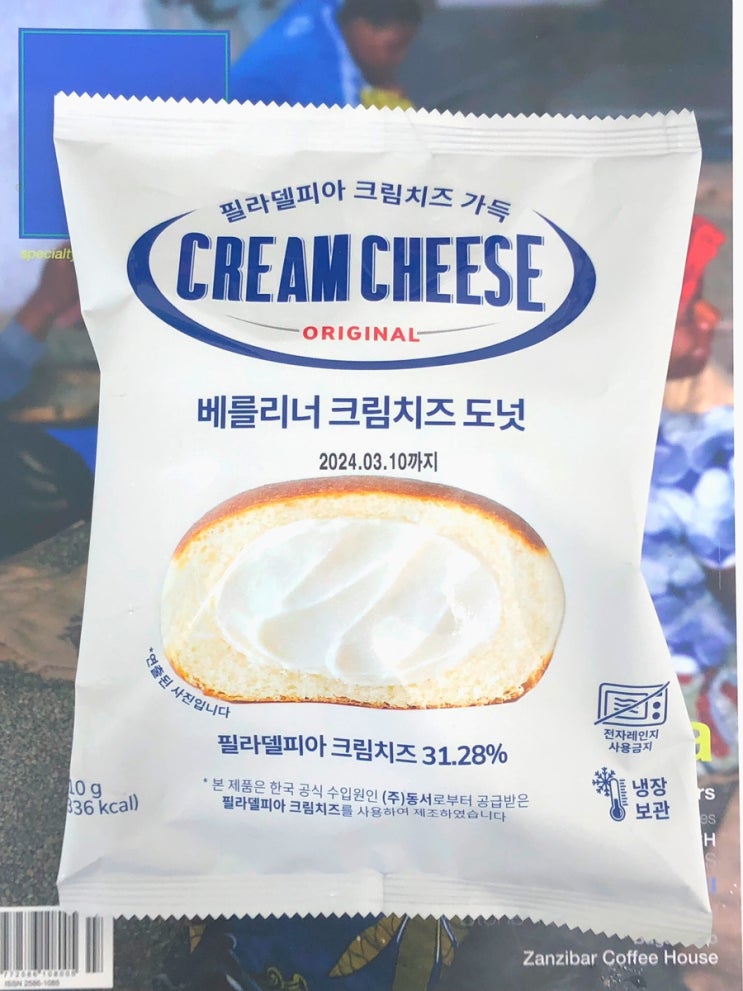 specialty
필라델피아 크림치즈 가득
CREAM CHEESE
ORIGINAL
베를리너 크림치즈 도넛
2024.03.10까지
*연출된 사진입니다
필라델피아 크림치즈 31.28%
* 본 제품은 한국 공식 수입원인 (주)동서로부터 공급받은
필라델피아 크림치즈를 사용하여 제조하였습니다
10 g
336 kcal)
전자레인지
사용금지
냉장
보관
Zanzibar Coffee House
ISSN 2586-1085